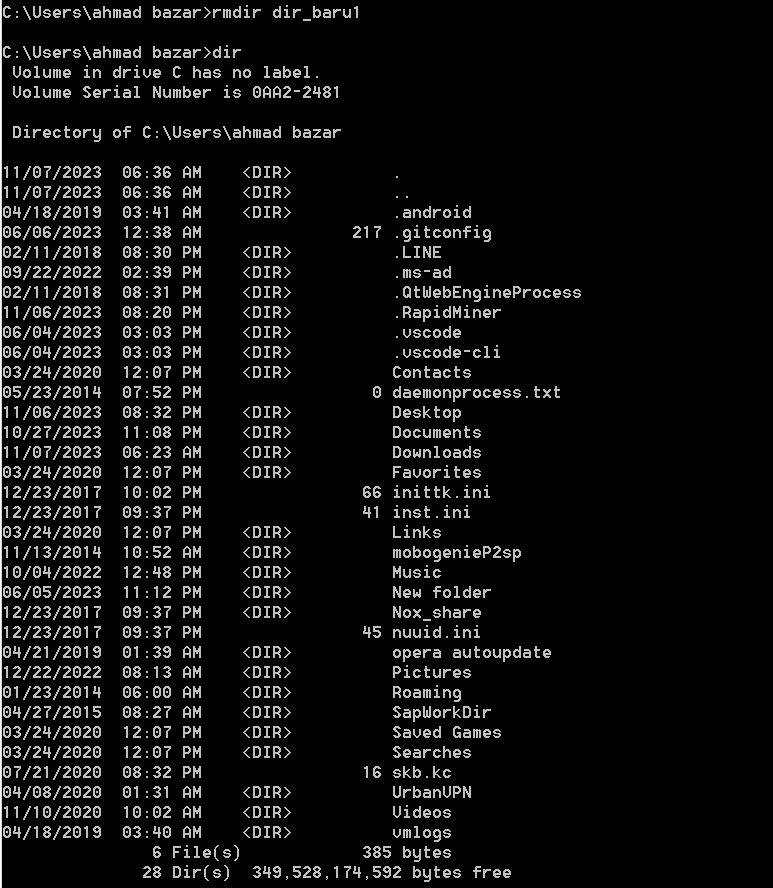 C:\Users\ahmad bazar>rmdir dir_baru1
C:\Users\ahmad bazar>dir
Volume in drive C has no label.
Volume Serial Number is 0AA2-2481
Directory of C:\Users\ahmad bazar
11/07/2023  06:36 AM    <DIR>          .
11/07/2023  06:36 AM    <DIR>          ..
04/18/2019  03:41 AM    <DIR>          .android
06/06/2023  12:38 AM               217 .gitconfig
02/11/2018  08:30 PM    <DIR>          .LINE
09/22/2022  02:39 PM    <DIR>          .ms-ad
02/11/2018  08:31 PM    <DIR>          .QtWebEngineProcess
11/06/2023  08:20 PM    <DIR>          .RapidMiner
06/04/2023  03:03 PM    <DIR>          .vscode
06/04/2023  03:03 PM    <DIR>          .vscode-cli
03/24/2020  12:07 PM    <DIR>          Contacts
05/23/2014  07:52 PM                 0 daemonprocess.txt
11/06/2023  08:32 PM    <DIR>          Desktop
10/27/2023  11:08 PM    <DIR>          Documents
11/07/2023  06:23 AM    <DIR>          Downloads
03/24/2020  12:07 PM    <DIR>          Favorites
12/23/2017  10:02 PM                66 inittk.ini
12/23/2017  09:37 PM                41 inst.ini
03/24/2020  12:07 PM    <DIR>          Links
11/13/2014  10:52 AM    <DIR>          mobogenieP2sp
10/04/2022  12:48 PM    <DIR>          Music
06/05/2023  11:12 PM    <DIR>          New folder
12/23/2017  09:37 PM    <DIR>          Nox_share
12/23/2017  09:37 PM                45 nuuid.ini
04/21/2019  01:39 AM    <DIR>          opera autoupdate
12/22/2022  08:13 AM    <DIR>          Pictures
01/23/2014  06:00 AM    <DIR>          Roaming
04/27/2015  08:27 AM    <DIR>          SapWorkDir
03/24/2020  12:07 PM    <DIR>          Saved Games
03/24/2020  12:07 PM    <DIR>          Searches
07/21/2020  08:32 PM                16 skb.kc
04/08/2020  01:31 AM    <DIR>          UrbanVPN
11/10/2020  10:02 AM    <DIR>          Videos
04/18/2019  03:40 AM    <DIR>          vmlogs
6 File(s)            385 bytes
28 Dir(s)  349,528,174,592 bytes free